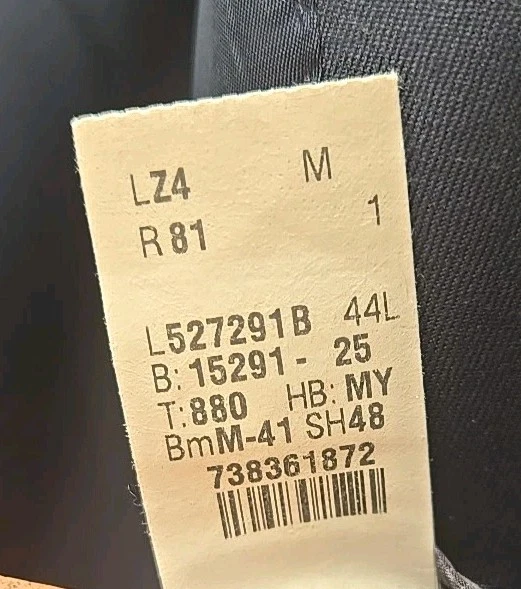 LZ4 M
R 81 1
L527291B 44L
B: 15291 - 25
T: 880 HB: MY
BmM-41 SH48
738361872